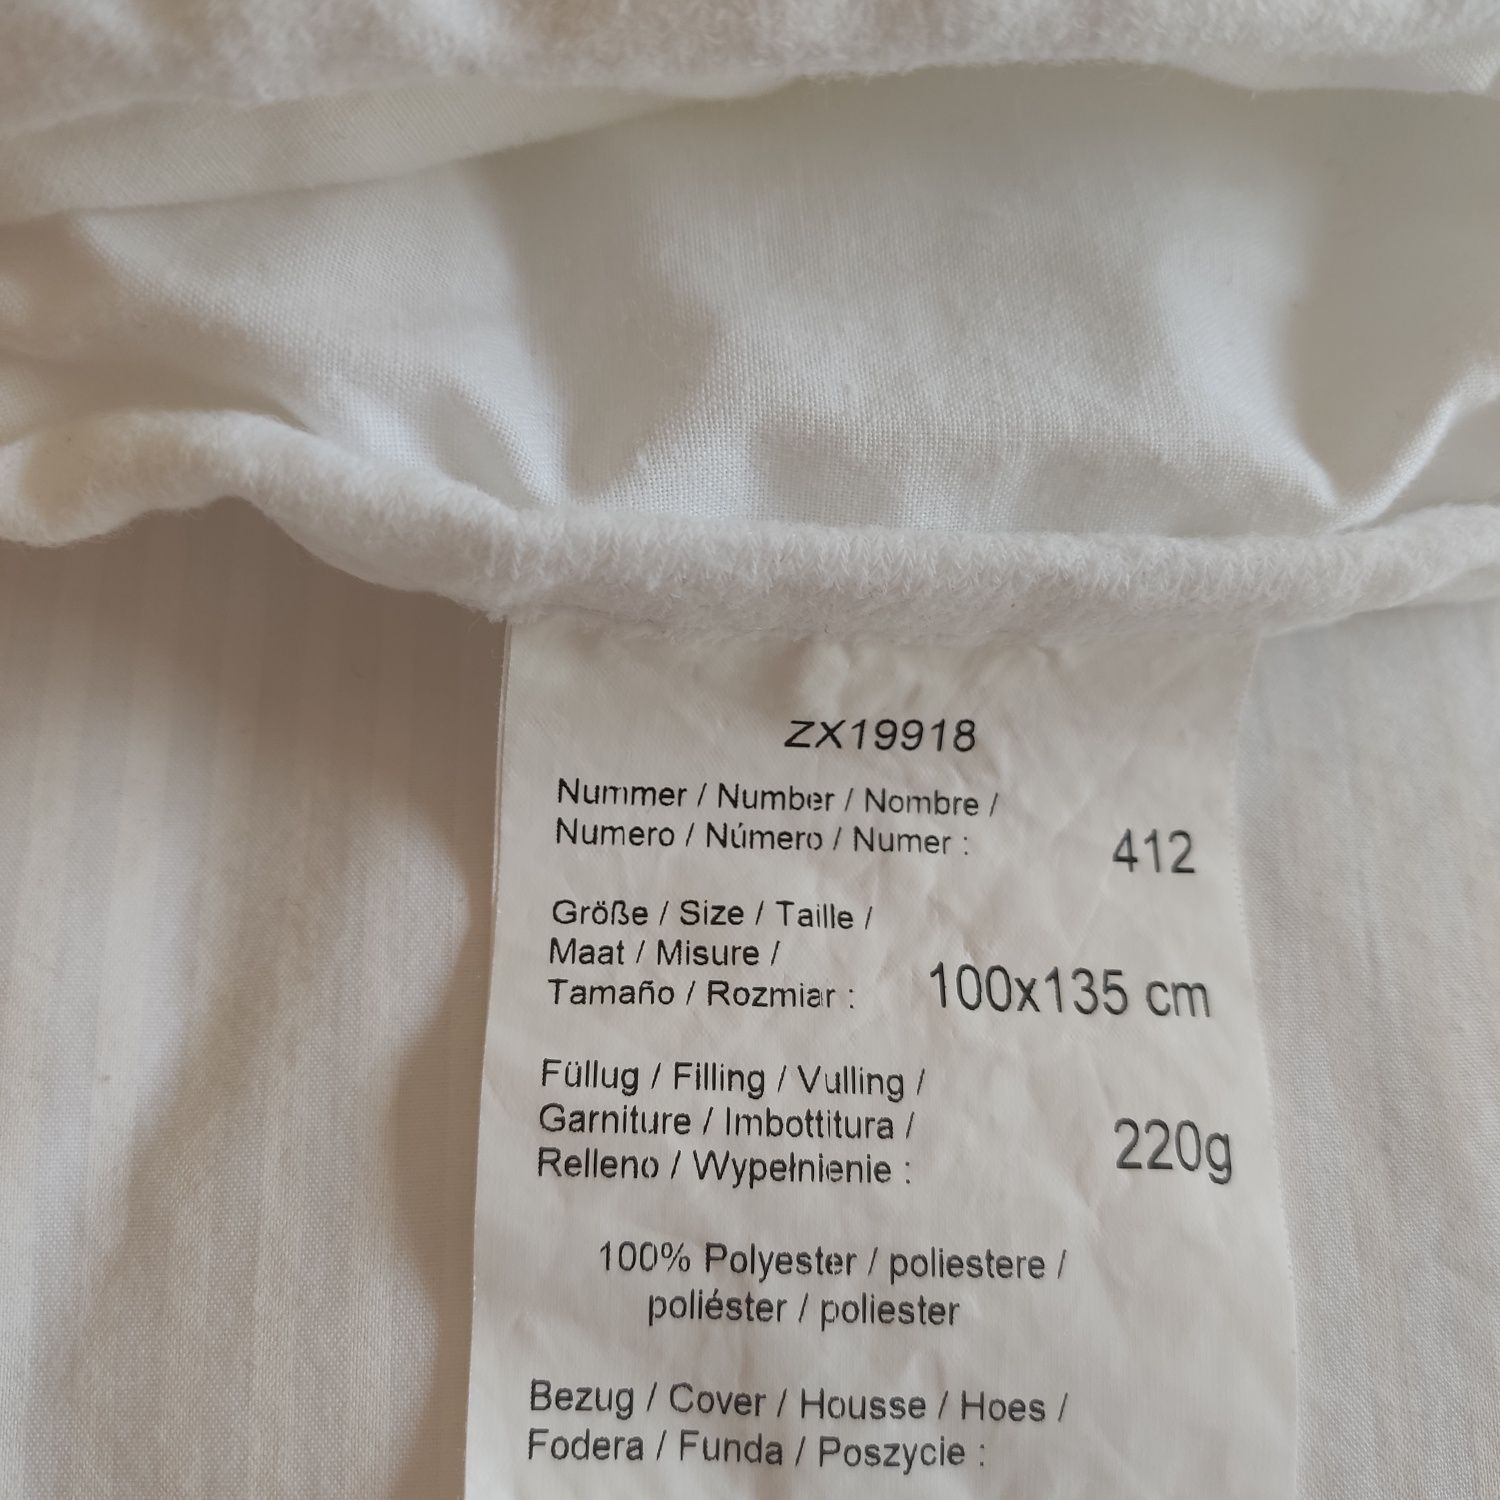 ZX19918
Nummer / Number / Nombre /
Numero / Número / Numer :
412
Größe / Size / Taille /
Maat / Misure /
Tamaño / Rozmiar :
100x135 cm
Füllug / Filling / Vulling /
Garniture / Imbottitura /
Relleno / Wypełnienie :
220g
100% Polyester / poliestere /
poliéster / poliester
Bezug / Cover / Housse / Hoes /
Fodera / Funda / Poszycie :